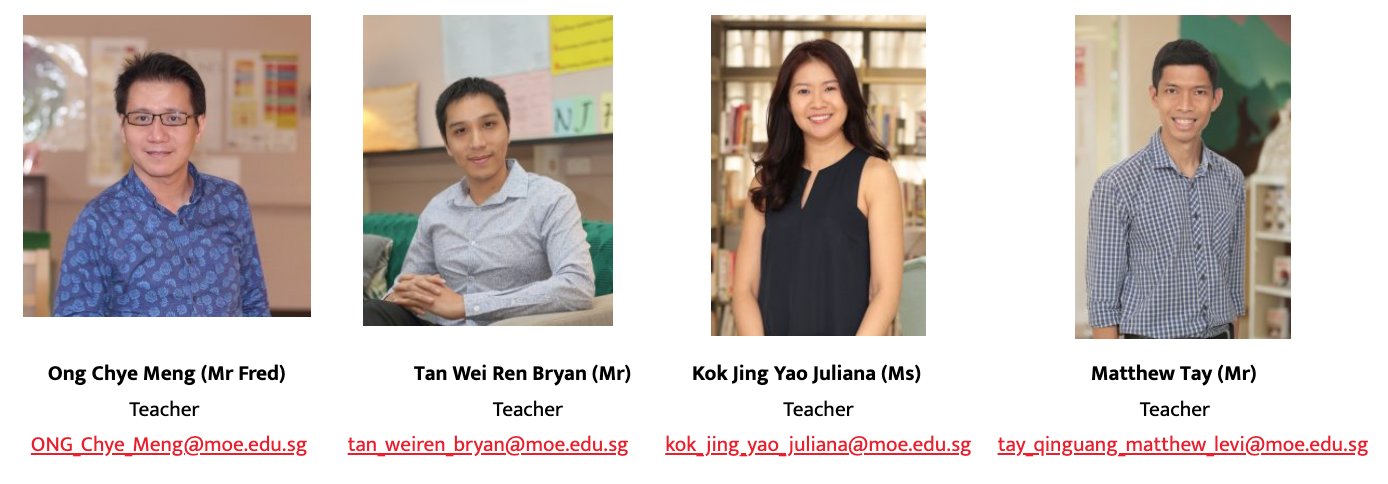 NJ
Ong Chye Meng (Mr Fred)
Teacher
ONG_Chye_Meng@moe.edu.sg
Tan Wei Ren Bryan (Mr)
Teacher
tan_weiren_bryan@moe.edu.sg
Kok Jing Yao Juliana (Ms)
Teacher
kok_jing_yao_juliana@moe.edu.sg
Matthew Tay (Mr)
Teacher
tay_qinguang_matthew_levi@moe.edu.sg